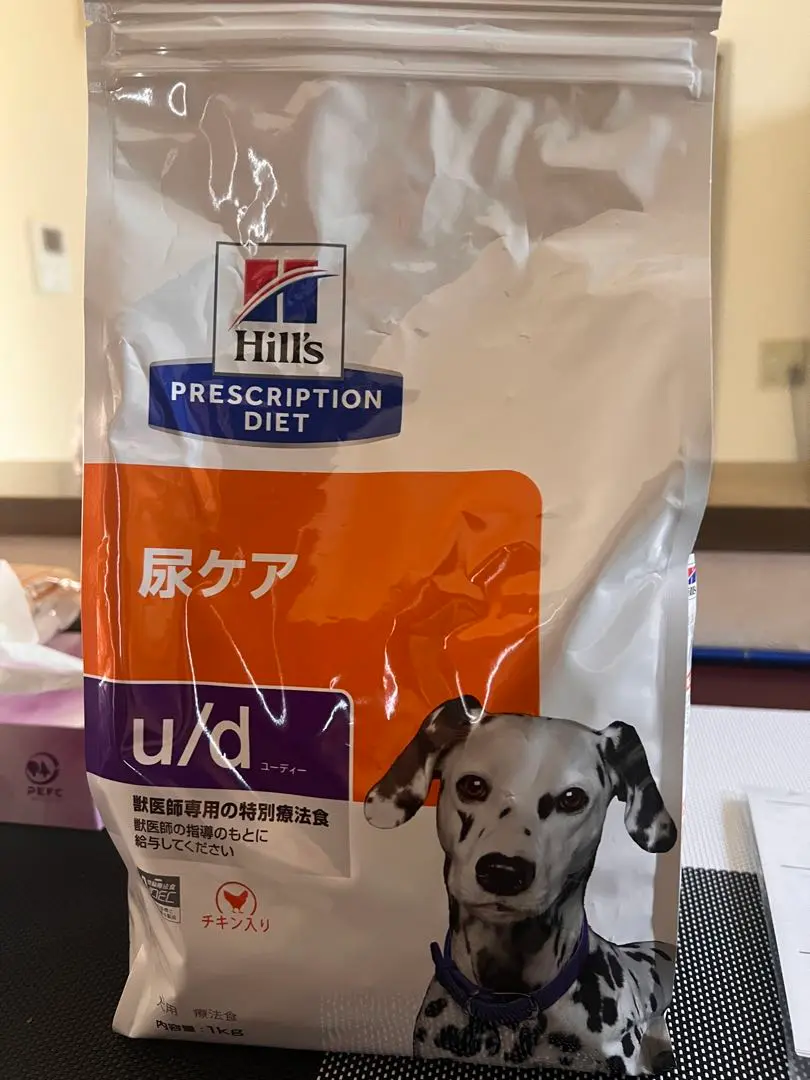 Hill's
PRESCRIPTION
DIET
尿ケア
u/d ユーディー
獣医師専用の特別療法食
獣医師の指導のもとに
給与してください
チキン入り
犬用 療法食
内容量:1kg
PEFC